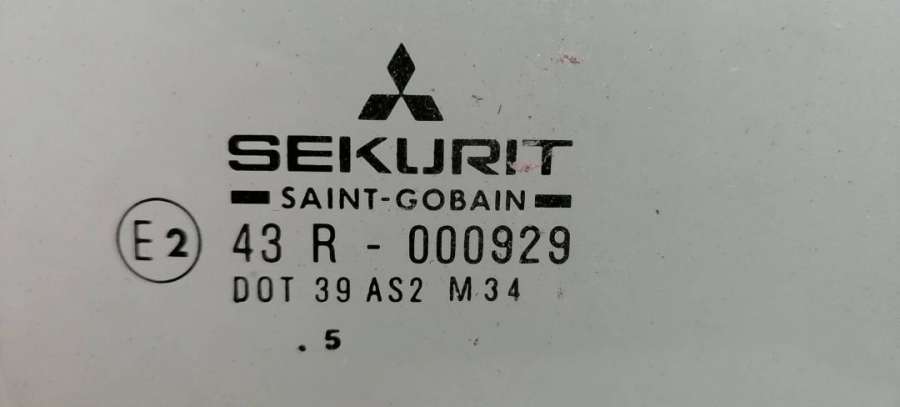 SEKURIT
SAINT-GOBAIN
E2 43 R - 000929
DOT 39 AS2 M34
. 5